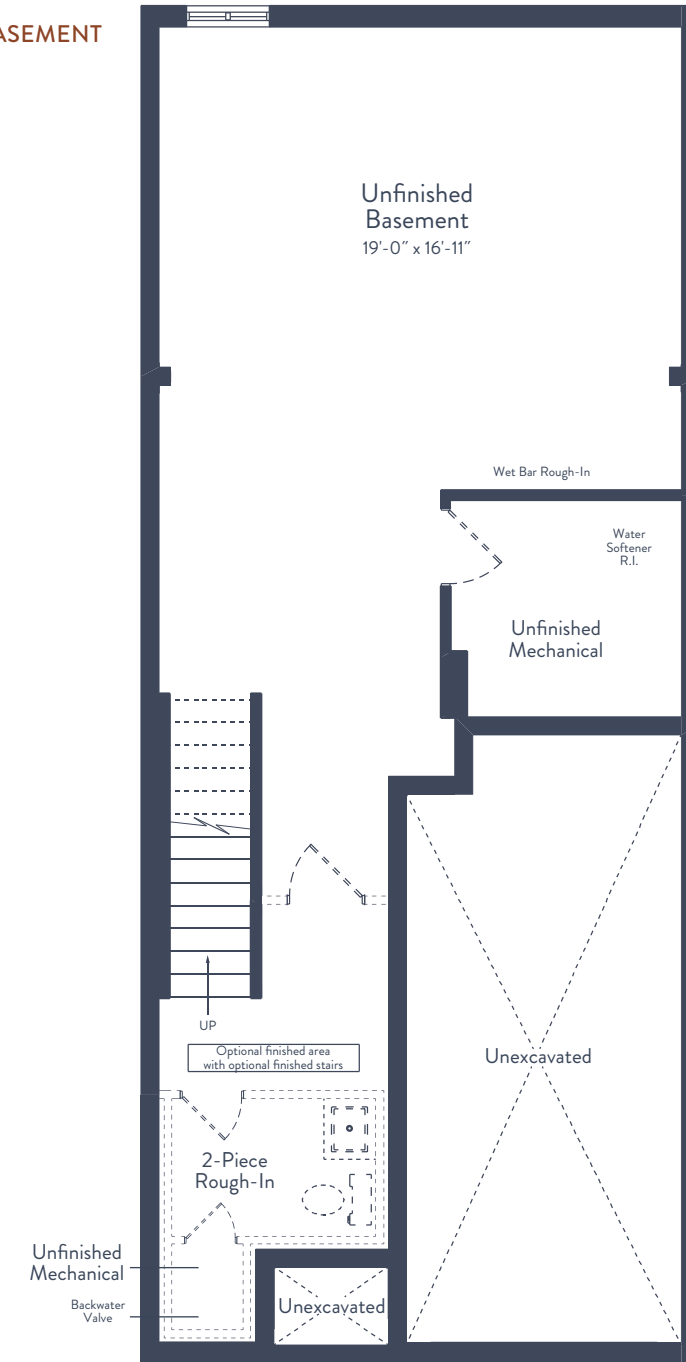 ASEMENT
Unfinished
Basement
19'-0" x 16'-11"
Wet Bar Rough-In
Water
Softener
R.I.
Unfinished
Mechanical
UP
Optional finished area
with optional finished stairs
Unexcavated
2-Piece
Rough-In
Unfinished
Mechanical
Backwater
Valve
Unexcavated